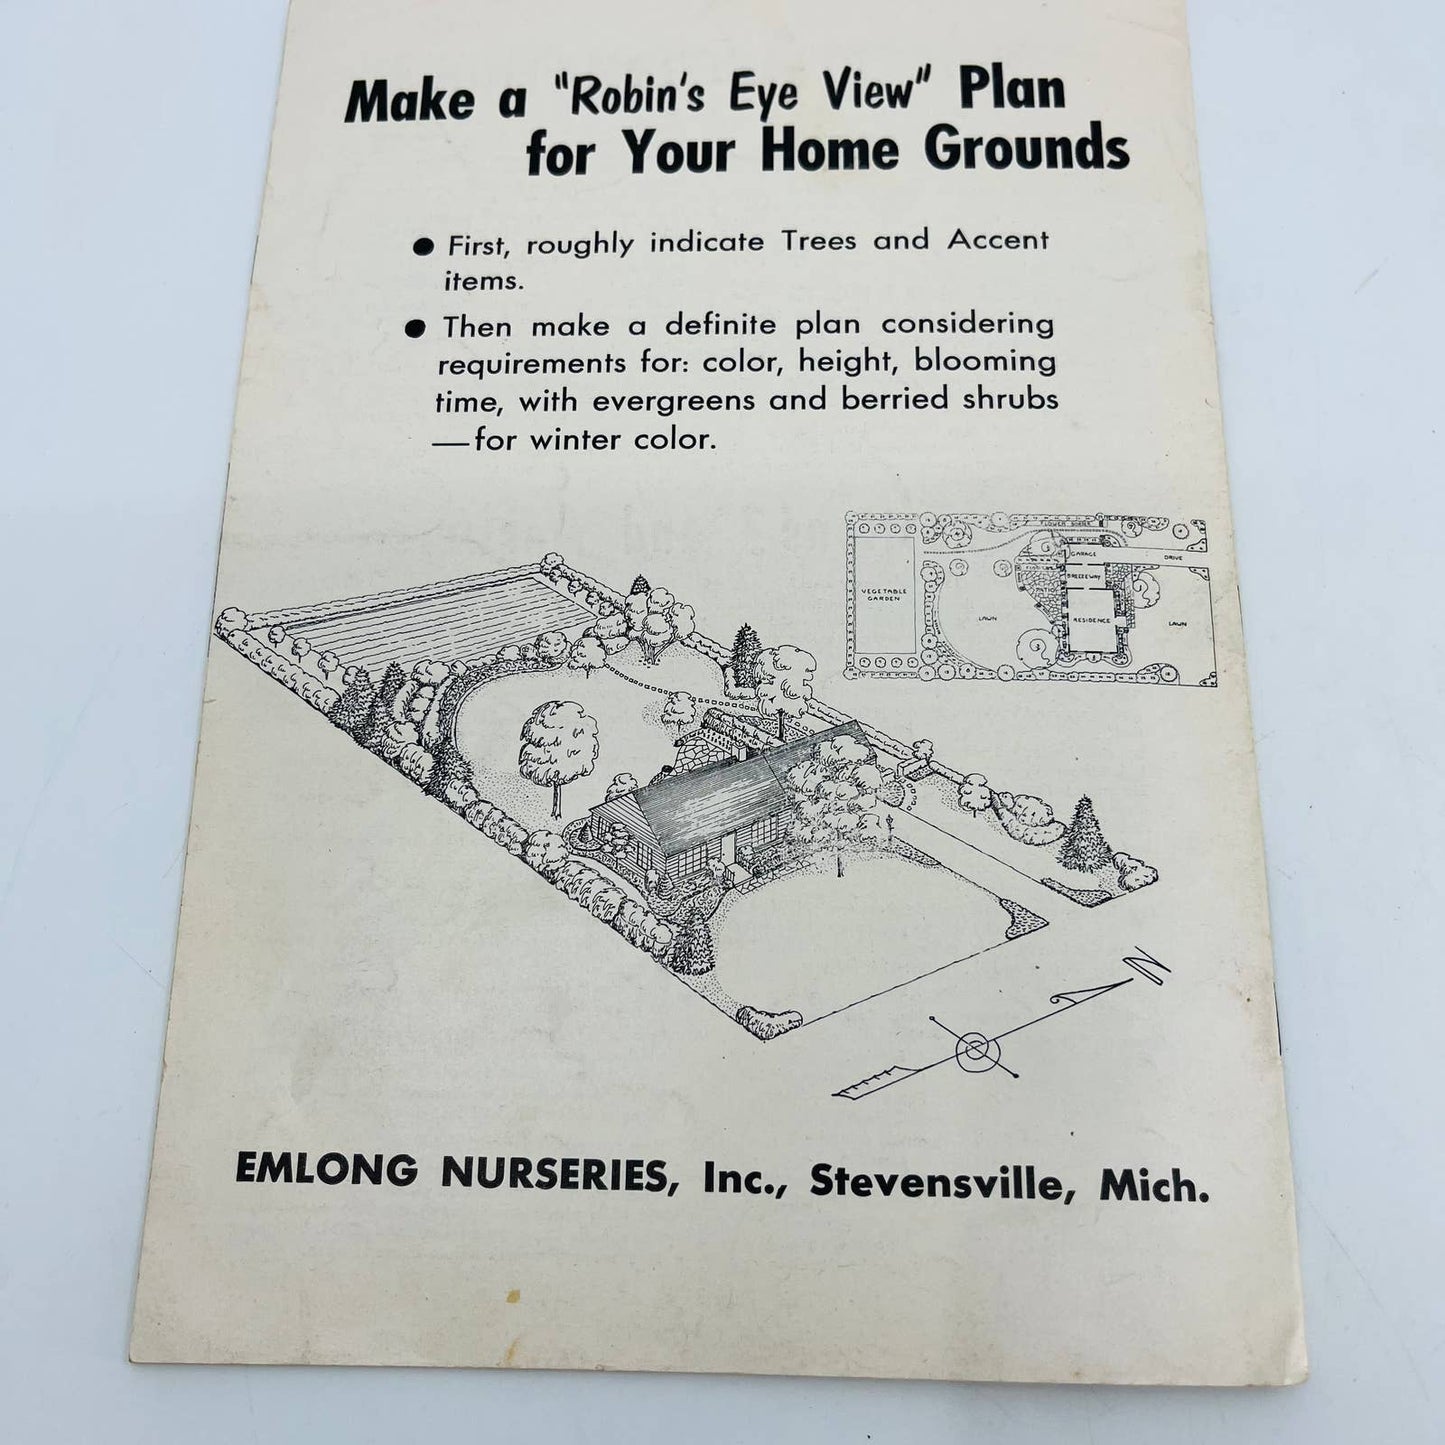 Make a "Robin's Eye View" Plan
for Your Home Grounds
● First, roughly indicate Trees and Accent
items.
● Then make a definite plan considering
requirements for: color, height, blooming
time, with evergreens and berried shrubs
—for winter color.
FLOWER BORDER
GARAGE
DRIVE
BREEZEWAY
VEGETABLE
GARDEN
LAWN
RESIDENCE
LAWN
N
EMLONG NURSERIES, Inc., Stevensville, Mich.